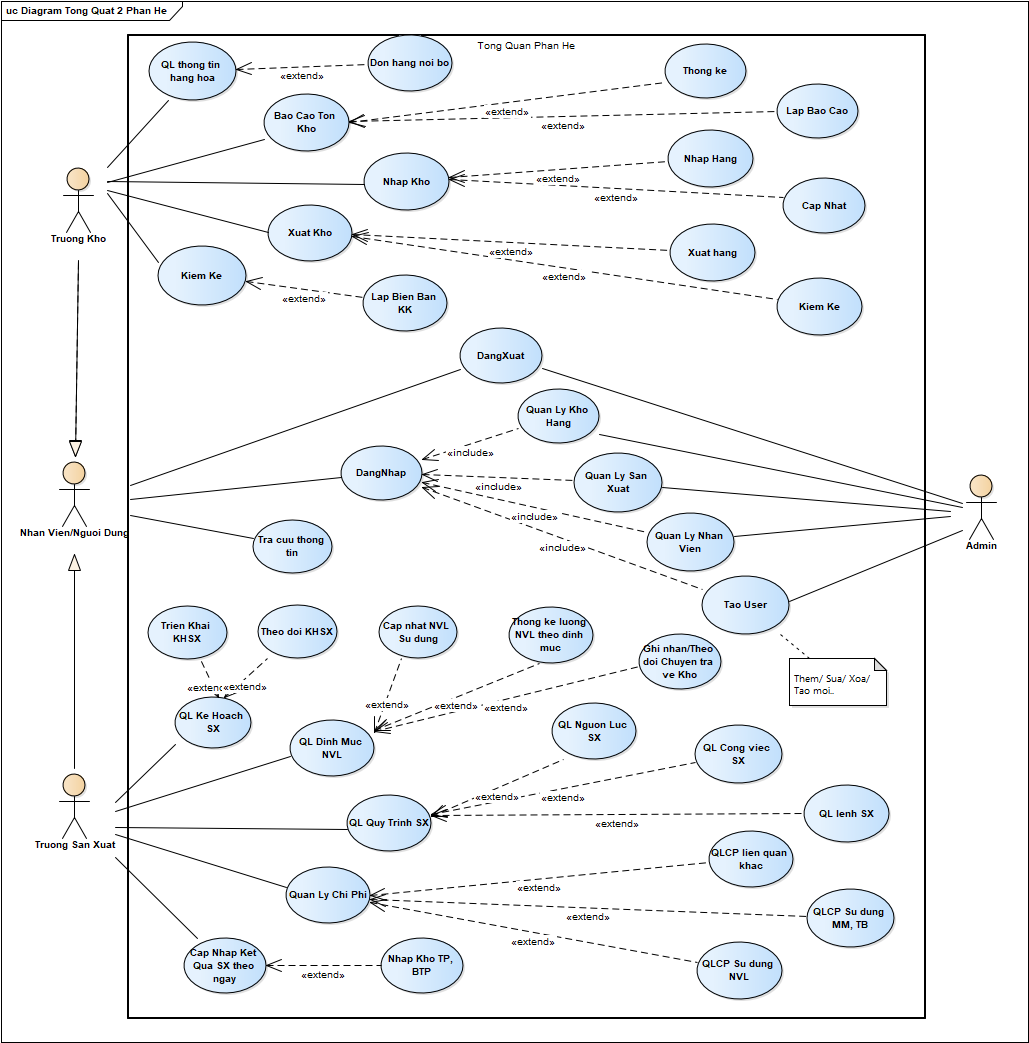 uc Diagram Tong Quat 2 Phan He
Tong Quan Phan He
QL thong tin
hang hoa
«extend»
Don hang noi bo
Thong ke
Bao Cao Ton
Kho
«extend»
«extend»
Lap Bao Cao
Nhap Kho
«extend»
«extend»
Nhap Hang
Cap Nhat
Truong Kho
Xuat Kho
«extend»
«extend»
Xuat hang
Kiem Ke
Kiem Ke
«extend»
Lap Bien Ban
KK
DangXuat
Quan Ly Kho
Hang
DangNhap
«include»
«include»
«include»
«include»
Quan Ly San
Xuat
Quan Ly Nhan
Vien
Nhan Vien/Nguoi Dung
Admin
Tra cuu thong
tin
Tao User
Them/ Sua/ Xoa/
Tao moi..
Trien Khai
KHSX
Theo doi KHSX
Cap nhat NVL
Su dung
Thong ke luong
NVL theo dinh
muc
Ghi nhan/Theo
doi Chuyen tra
ve Kho
«extend»
«extend»
«extend»
«extend»
«extend»
QL Ke Hoach
SX
QL Dinh Muc
NVL
QL Nguon Luc
SX
QL Cong viec
SX
«extend»
«extend»
«extend»
QL lenh SX
QL Quy Trinh SX
Truong San Xuat
QLCP lien quan
khac
Quan Ly Chi Phi
«extend»
«extend»
«extend»
QLCP Su dung
MM, TB
Cap Nhap Ket
Qua SX theo
ngay
«extend»
Nhap Kho TP,
BTP
QLCP Su dung
NVL